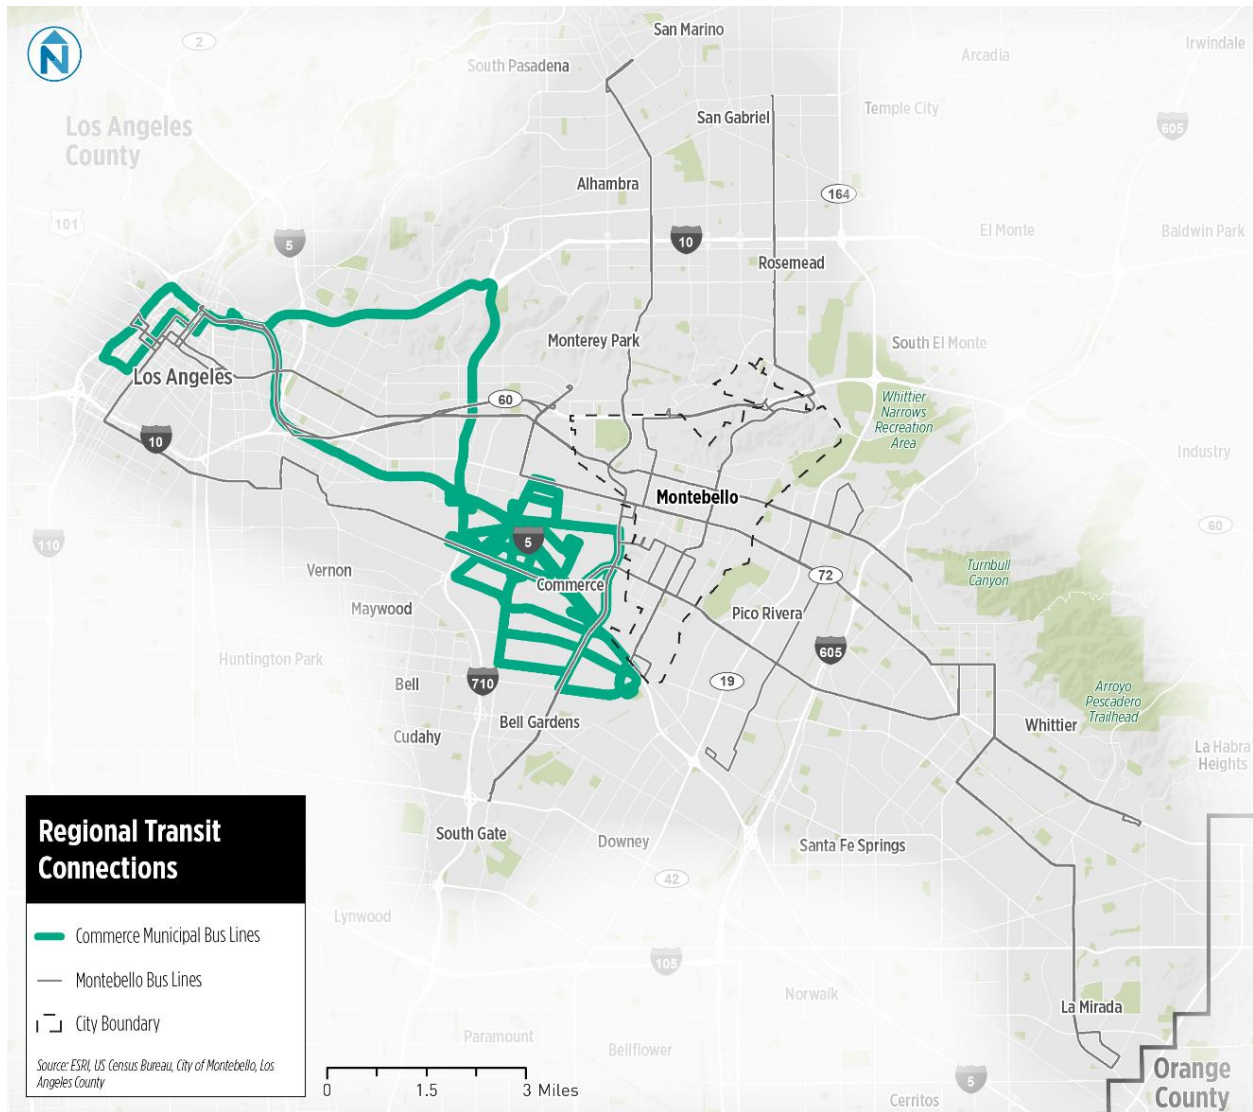 N
2
San Marino
South Pasadena
Arcadia
Irwindale
Los Angeles
County
San Gabriel
Temple City
605
Alhambra
164
101
5
10
El Monte
Baldwin Park
Rosemead
Monterey Park
South El Monte
Los Angeles
60
Whittier
Narrows
Recreation
Area
10
Industry
Montebello
60
110
5
Vernon
Commerce
72
Turnbull
Canyon
Maywood
Pico Rivera
Huntington Park
605
Bell
710
19
Arroyo
Pescadero
Trailhead
Bell Gardens
Whittier
Cudahy
La Habra
Heights
South Gate
Downey
Santa Fe Springs
42
Lynwood
105
Norwalk
La Mirada
Paramount
Bellflower
5
Orange
County
Cerritos
Regional Transit
Connections
Commerce Municipal Bus Lines
Montebello Bus Lines
City Boundary
Source: ESRI, US Census Bureau, City of Montebello, Los
Angeles County
0 1.5 3 Miles